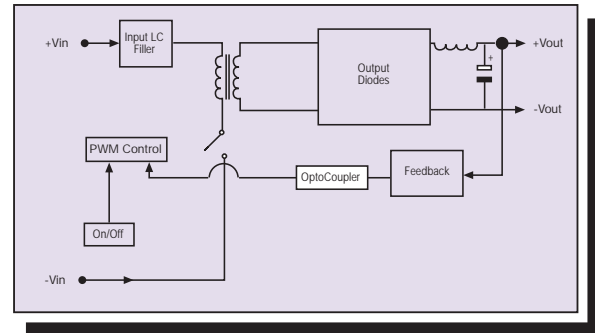 +Vin
Input LC
Filler
Output
Diodes
+
+Vout
-Vout
PWM Control
OptoCoupler
Feedback
On/Off
-Vin